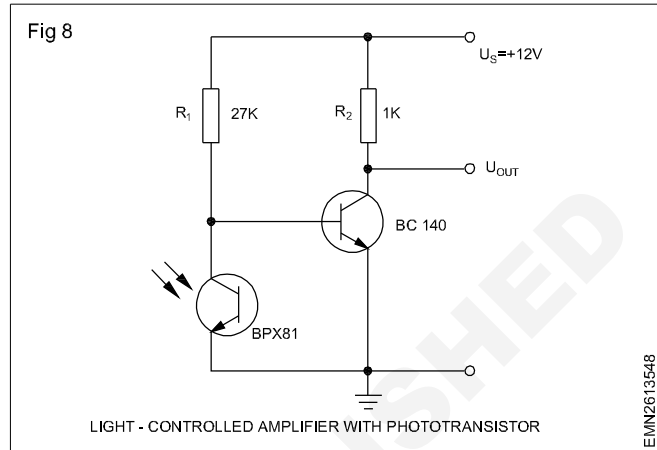 Fig 8
U_S=+12V
R_1 27K
R_2 1K
U_OUT
BC 140
BPX81
LIGHT - CONTROLLED AMPLIFIER WITH PHOTOTRANSISTOR
EMN2613548